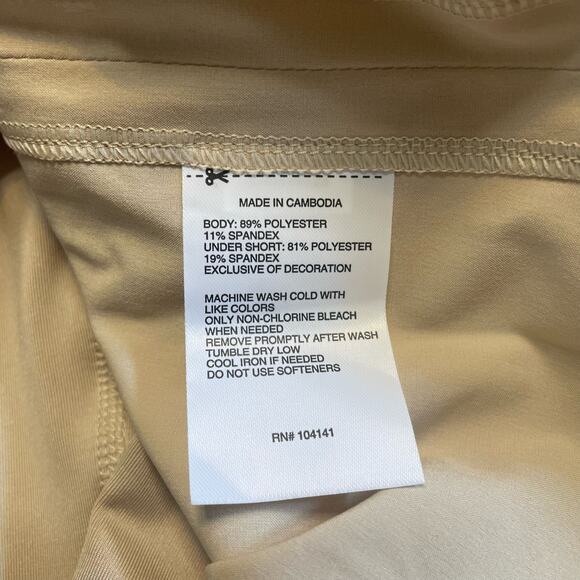 MADE IN CAMBODIA
BODY: 89% POLYESTER
11% SPANDEX
UNDER SHORT: 81% POLYESTER
19% SPANDEX
EXCLUSIVE OF DECORATION
MACHINE WASH COLD WITH
LIKE COLORS
ONLY NON-CHLORINE BLEACH
WHEN NEEDED
REMOVE PROMPTLY AFTER WASH
TUMBLE DRY LOW
COOL IRON IF NEEDED
DO NOT USE SOFTENERS
RN# 104141